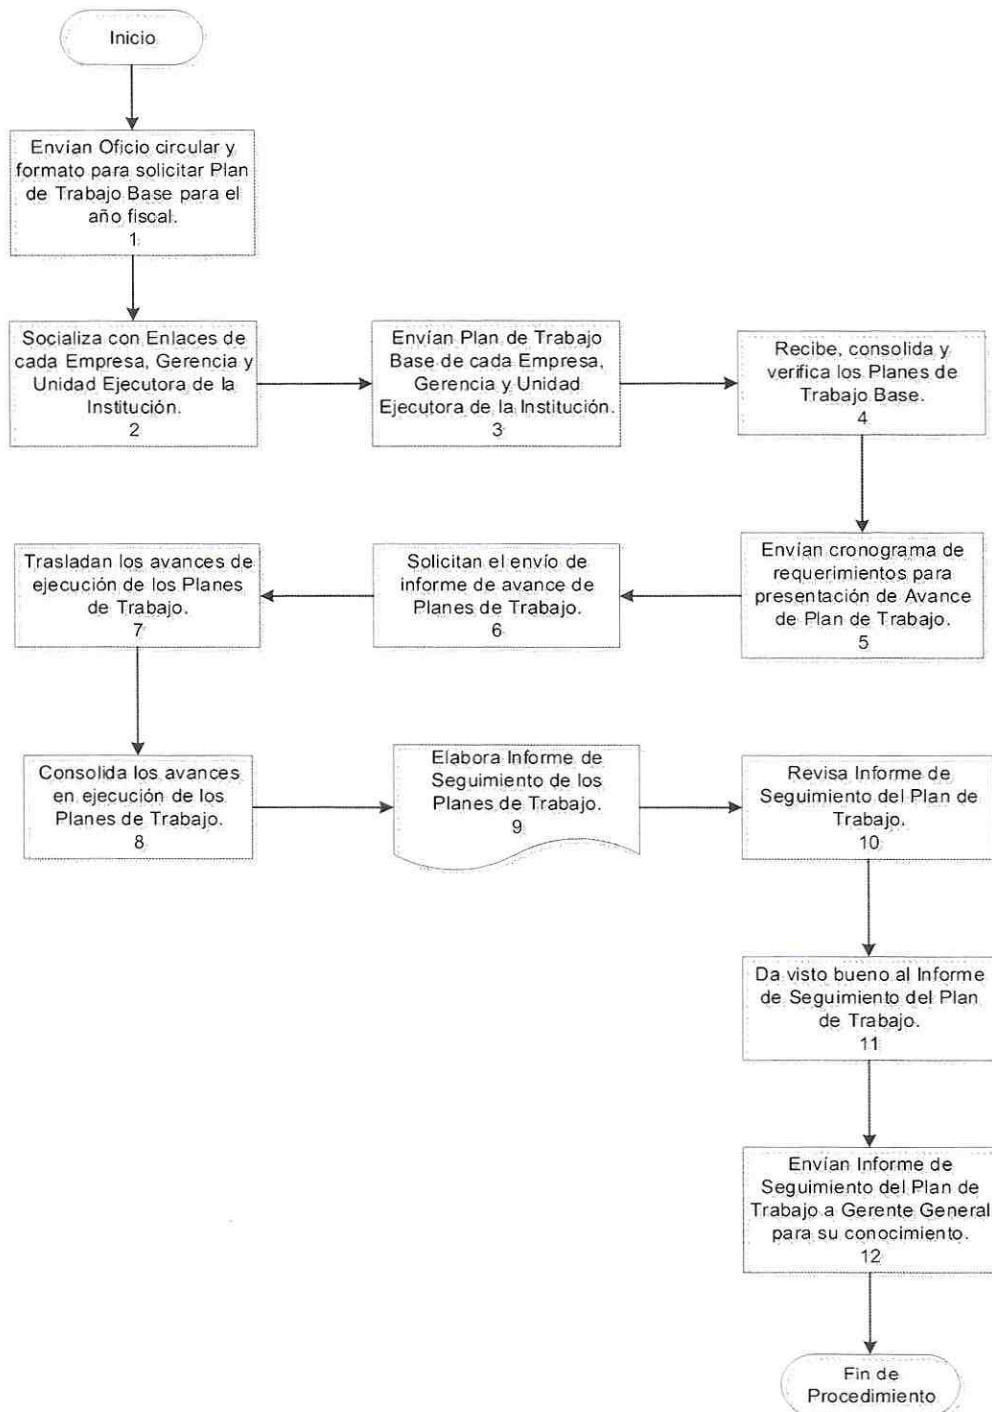 Inicio
Envían Oficio circular y
formato para solicitar Plan
de Trabajo Base para el
año fiscal.
1
Socializa con Enlaces de
cada Empresa, Gerencia y
Unidad Ejecutora de la
Institución.
2
Envían Plan de Trabajo
Base de cada Empresa,
Gerencia y Unidad
Ejecutora de la Institución.
3
Recibe, consolida y
verifica los Planes de
Trabajo Base.
4
Envían cronograma de
requerimientos para
presentación de Avance
de Plan de Trabajo.
5
Solicitan el envío de
informe de avance de
Planes de Trabajo.
6
Trasladan los avances de
ejecución de los Planes
de Trabajo.
7
Consolida los avances
en ejecución de los
Planes de Trabajo.
8
Elabora Informe de
Seguimiento de los
Planes de Trabajo.
9
Revisa Informe de
Seguimiento del Plan de
Trabajo.
10
Da visto bueno al Informe
de Seguimiento del Plan
de Trabajo.
11
Envían Informe de
Seguimiento del Plan de
Trabajo a Gerente General
para su conocimiento.
12
Fin de
Procedimiento